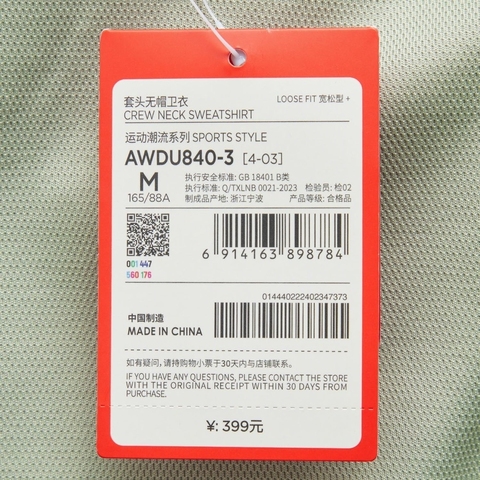 套头无帽卫衣
CREW NECK SWEATSHIRT
LOOSE FIT 宽松型 +
运动潮流系列 SPORTS STYLE
AWDU840-3 [4-03]
M
165/88A
执行安全标准: GB 18401 B类
执行标准: Q/TXLNB 0021-2023 检验员: 检02
制成品产地: 浙江宁波 产品等级: 合格品
001 447
560 176
6 914163 898784
014440222402347373
中国制造
MADE IN CHINA
如有疑问，请持购物小票于30天内与店铺联系。
IF YOU HAVE ANY QUESTIONS, PLEASE CONTACT THE STORE
WITH THE ORIGINAL RECEIPT WITHIN 30 DAYS FROM
PURCHASE.
¥: 399元